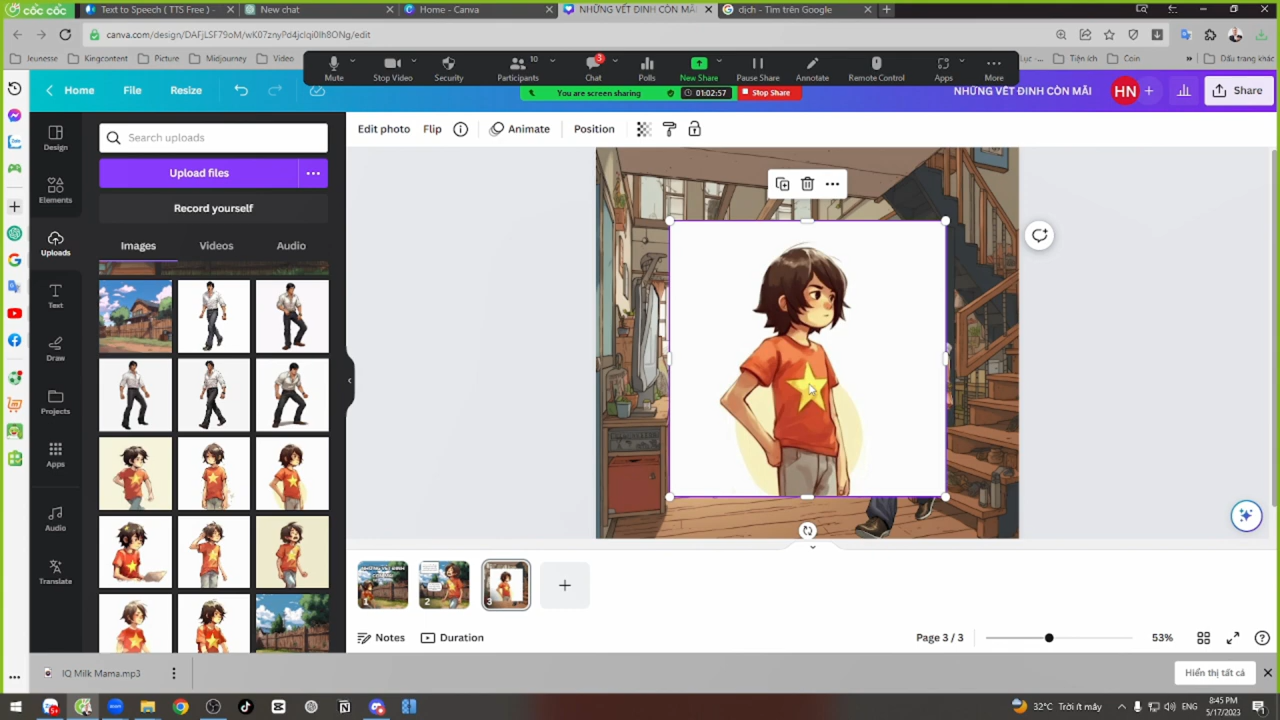 cốc cốc
Text to Speech ( TTS Free ) -
New chat
Home - Canva
NHỮNG VẾT ĐINH CÒN MÃI
dịch - Tìm trên Google
canva.com/design/DAFjLSF79oM/wK07znyPd4jclqi0Ih8ONg/edit
Jeunesse
Kingcontent
Picture
Midjourney
Video
Tiện ích
Coin
Dấu trang khác
Mute
Stop Video
Security
Participants
10
Chat
3
Polls
New Share
Pause Share
Annotate
Remote Control
Apps
More
You are screen sharing
01:02:57
Stop Share
Home
File
Resize
NHỮNG VẾT ĐINH CÒN MÃI
HN
Share
Design
Elements
Uploads
Text
Draw
Projects
Apps
Audio
Translate
Search uploads
Upload files
Record yourself
Images
Videos
Audio
Edit photo
Flip
Animate
Position
1
2
3
Notes
Duration
Page 3 / 3
53%
IQ Milk Mama.mp3
Hiển thị tất cả
32°C Trời ít mây
ENG
8:45 PM
5/17/2023